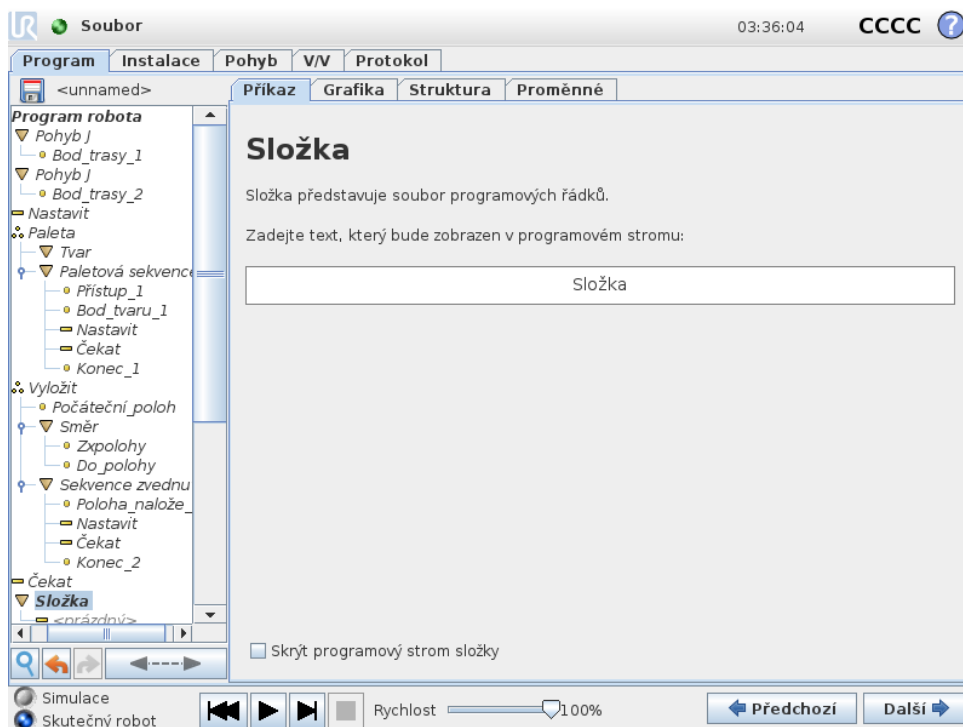 UR Soubor 03:36:04 CCCC ?
Program Instalace Pohyb V/V Protokol
<unnamed> Příkaz Grafika Struktura Proměnné
Program robota
Pohyb J
Bod_trasy_1
Pohyb J
Bod_trasy_2
Nastavit
Paleta
Tvar
Paletová sekvence
Přístup_1
Bod_tvaru_1
Nastavit
Čekat
Konec_1
Vyložit
Počáteční_poloh
Směr
Zxpolohy
Do_polohy
Sekvence zvednu
Poloha_nalože_
Nastavit
Čekat
Konec_2
Čekat
Složka
<prázdný>
Složka
Složka představuje soubor programových řádků.
Zadejte text, který bude zobrazen v programovém stromu:
Složka
Skrýt programový strom složky
Simulace
Skutečný robot
Rychlost 100%
Předchozí Další